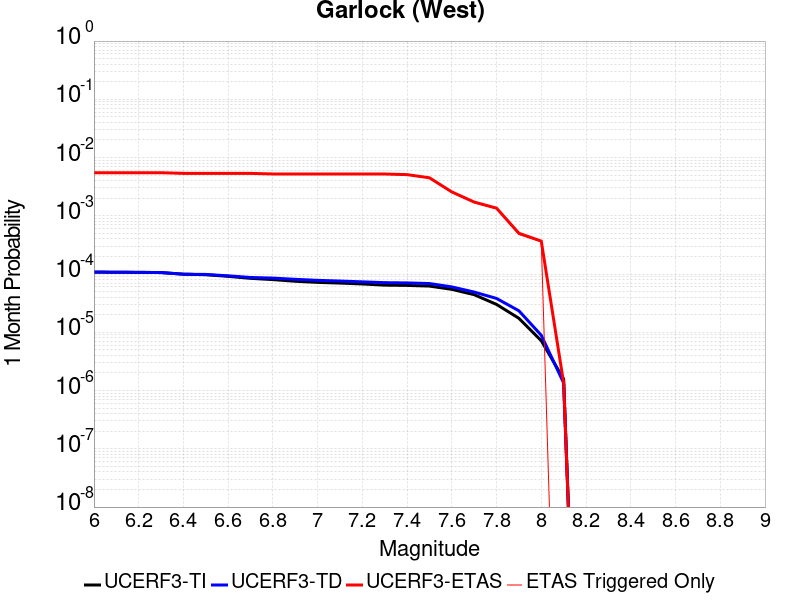 Garlock (West)
10^0
10^-1
10^-2
10^-3
10^-4
10^-5
10^-6
10^-7
10^-8
1 Month Probability
6 6.2 6.4 6.6 6.8 7 7.2 7.4 7.6 7.8 8 8.2 8.4 8.6 8.8 9
Magnitude
UCERF3-TI UCERF3-TD UCERF3-ETAS ETAS Triggered Only